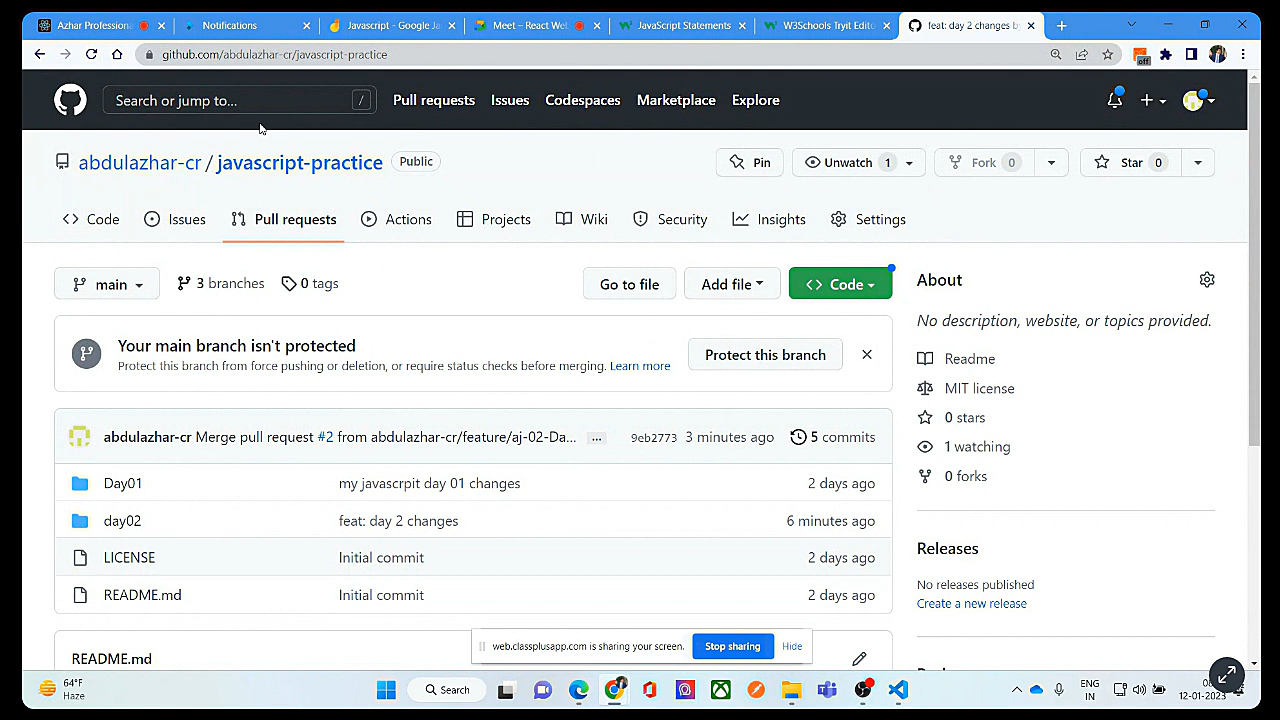 Azhar Professiona
Notifications
Javascript - Google Ja
Meet – React Web
JavaScript Statements
W3Schools Tryit Edito
feat: day 2 changes by
github.com/abdulazhar-cr/javascript-practice
off
Search or jump to...
/
Pull requests
Issues
Codespaces
Marketplace
Explore
abdulazhar-cr / javascript-practice
Public
Pin
Unwatch 1
Fork 0
Star 0
Code
Issues
Pull requests
Actions
Projects
Wiki
Security
Insights
Settings
main
3 branches
0 tags
Go to file
Add file
Code
About
No description, website, or topics provided.
Your main branch isn't protected
Protect this branch from force pushing or deletion, or require status checks before merging. Learn more
Protect this branch
Readme
MIT license
0 stars
1 watching
0 forks
abdulazhar-cr Merge pull request #2 from abdulazhar-cr/feature/aj-02-Da... ... 9eb2773 3 minutes ago 5 commits
Day01 my javascrpit day 01 changes 2 days ago
day02 feat: day 2 changes 6 minutes ago
LICENSE Initial commit 2 days ago
README.md Initial commit 2 days ago
Releases
No releases published
Create a new release
README.md
web.classplusapp.com is sharing your screen.
Stop sharing
Hide
64°F
Haze
Search
ENG
IN
12-01-2023